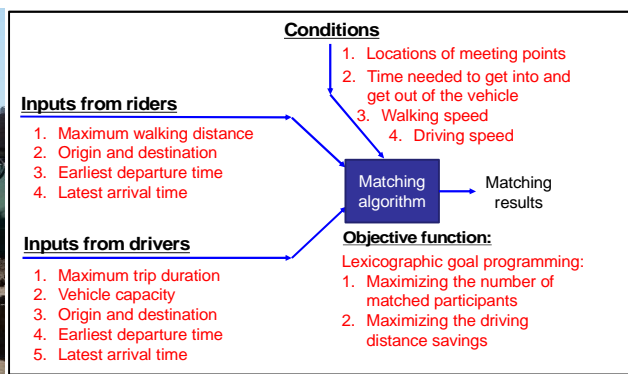 Conditions
1. Locations of meeting points
2. Time needed to get into and
get out of the vehicle
3. Walking speed
4. Driving speed
Inputs from riders
1. Maximum walking distance
2. Origin and destination
3. Earliest departure time
4. Latest arrival time
Matching
algorithm
Matching
results
Inputs from drivers
1. Maximum trip duration
2. Vehicle capacity
3. Origin and destination
4. Earliest departure time
5. Latest arrival time
Objective function:
Lexicographic goal programming:
1. Maximizing the number of
matched participants
2. Maximizing the driving
distance savings